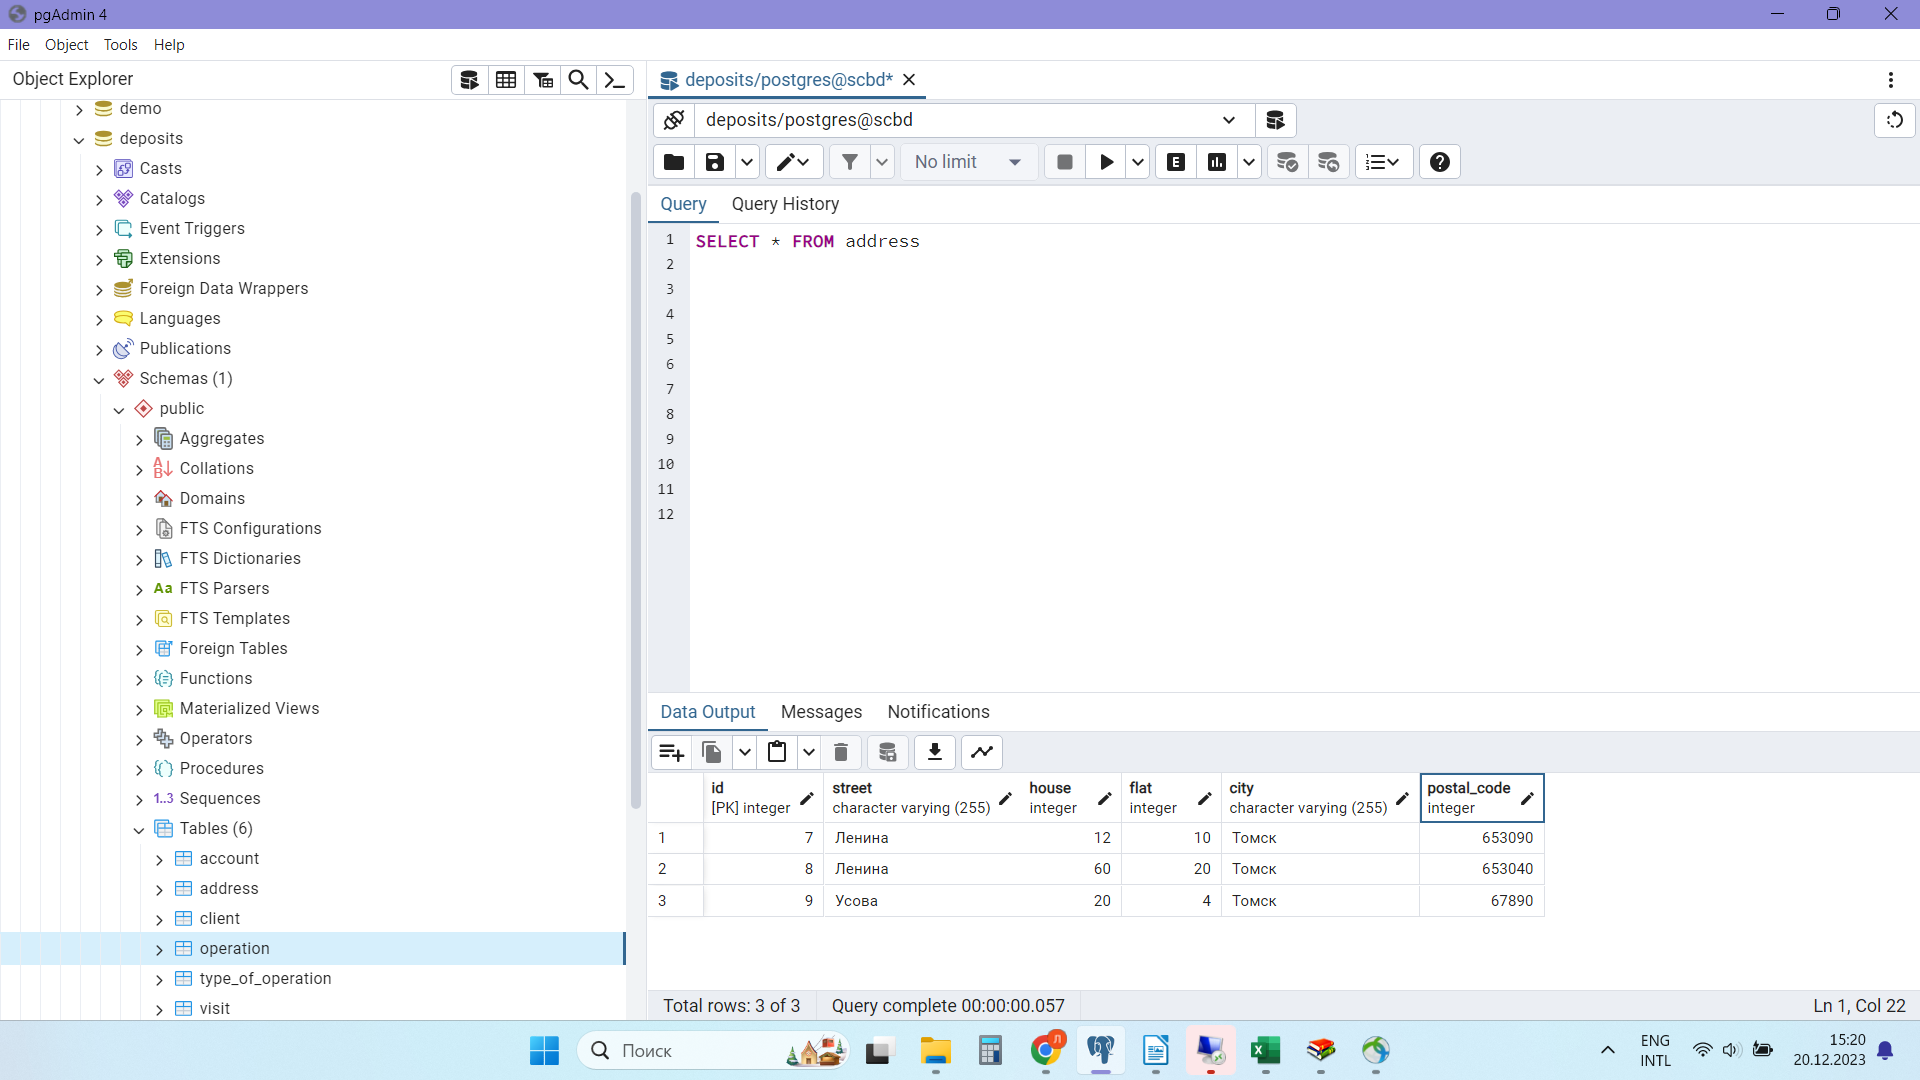 pgAdmin 4
File Object Tools Help
Object Explorer
demo
deposits
Casts
Catalogs
Event Triggers
Extensions
Foreign Data Wrappers
Languages
Publications
Schemas (1)
public
Aggregates
Collations
Domains
FTS Configurations
FTS Dictionaries
Aa FTS Parsers
FTS Templates
Foreign Tables
Functions
Materialized Views
Operators
Procedures
1..3 Sequences
Tables (6)
account
address
client
operation
type_of_operation
visit
deposits/postgres@scbd*
deposits/postgres@scbd
No limit
E
Query Query History
1 SELECT * FROM address
2
3
4
5
6
7
8
9
10
11
12
Data Output Messages Notifications
id street house flat city postal_code
[PK] integer character varying (255) integer integer character varying (255) integer
1 7 Ленина 12 10 Томск 653090
2 8 Ленина 60 20 Томск 653040
3 9 Усова 20 4 Томск 67890
Total rows: 3 of 3 Query complete 00:00:00.057 Ln 1, Col 22
Поиск
Л
ENG
INTL
15:20
20.12.2023